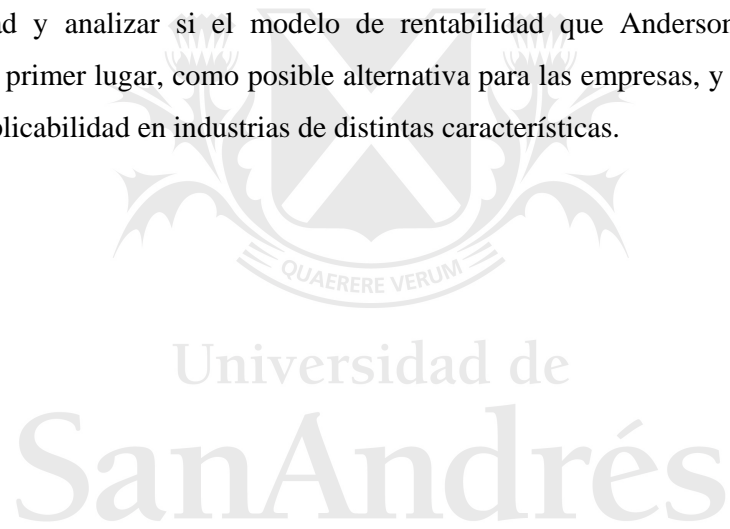 ad y analizar si el modelo de rentabilidad que Anderson
primer lugar, como posible alternativa para las empresas, y
plicabilidad en industrias de distintas características.
QUAERERE VERUM
Universidad de
SanAndrés